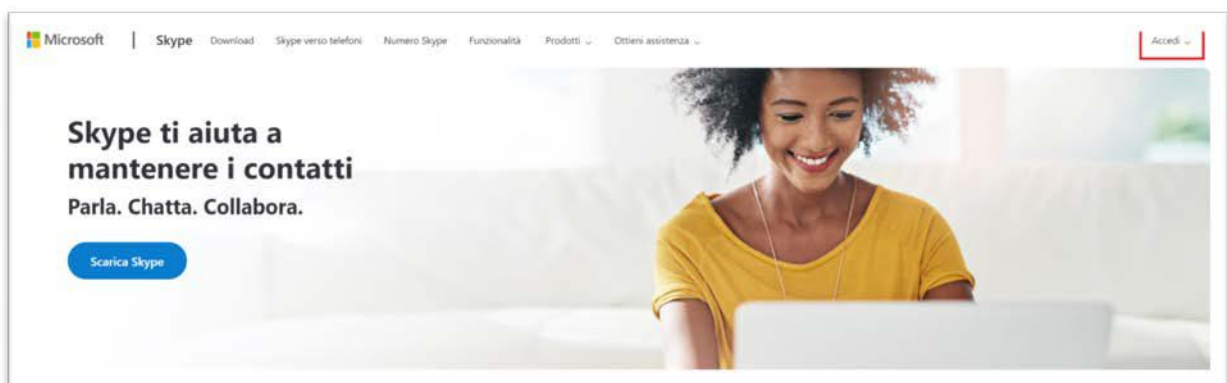 Microsoft | Skype Download Skype verso telefoni Numero Skype Funzionalità Prodotti Ottieni assistenza Accedi
Skype ti aiuta a
mantenere i contatti
Parla. Chatta. Collabora.
Scarica Skype